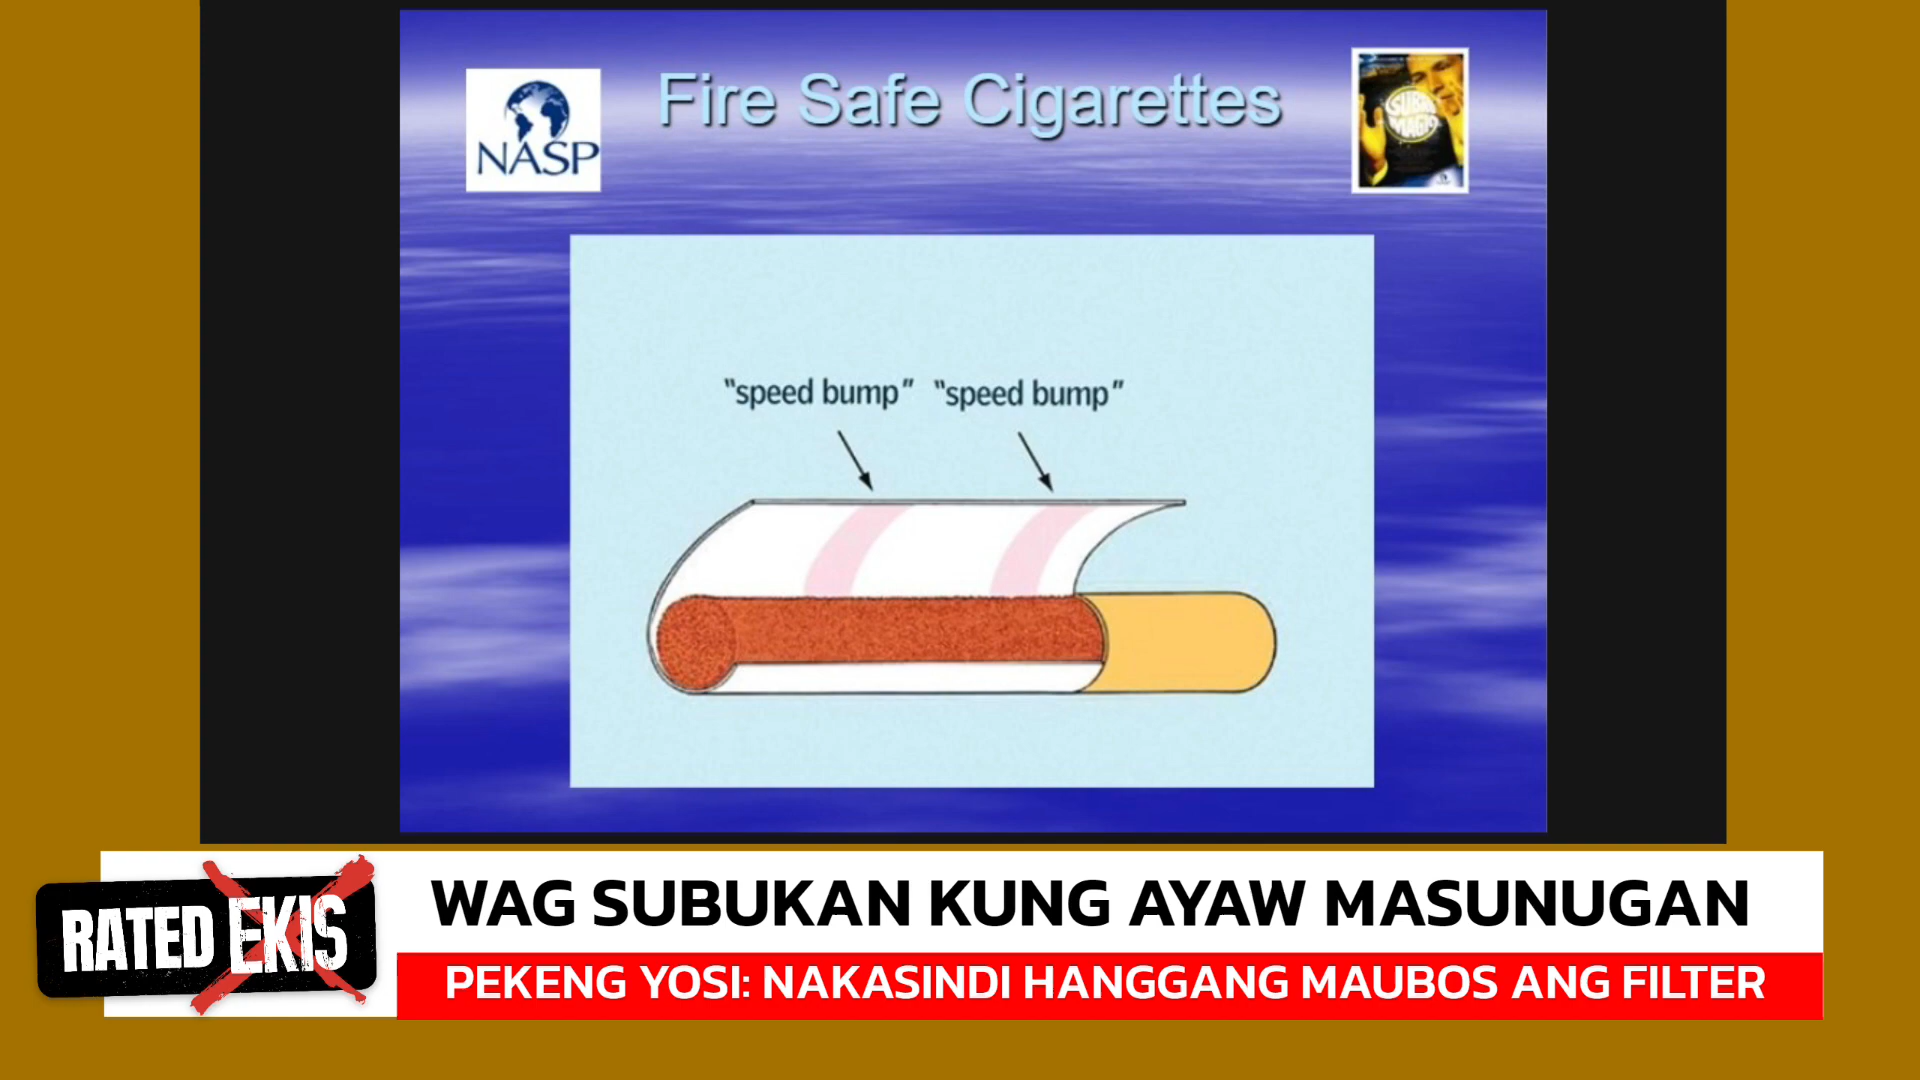 NASP
Fire Safe Cigarettes
"speed bump" "speed bump"
RATED EKIS
WAG SUBUKAN KUNG AYAW MASUNUGAN
PEKENG YOSI: NAKASINDI HANGGANG MAUBOS ANG FILTER